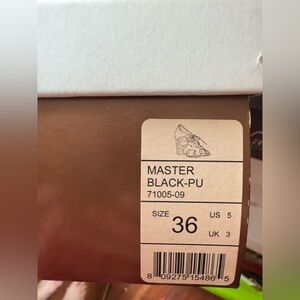 MASTER
BLACK-PU
71005-09
SIZE 36 US 5
UK 3
8 09275 15486 5